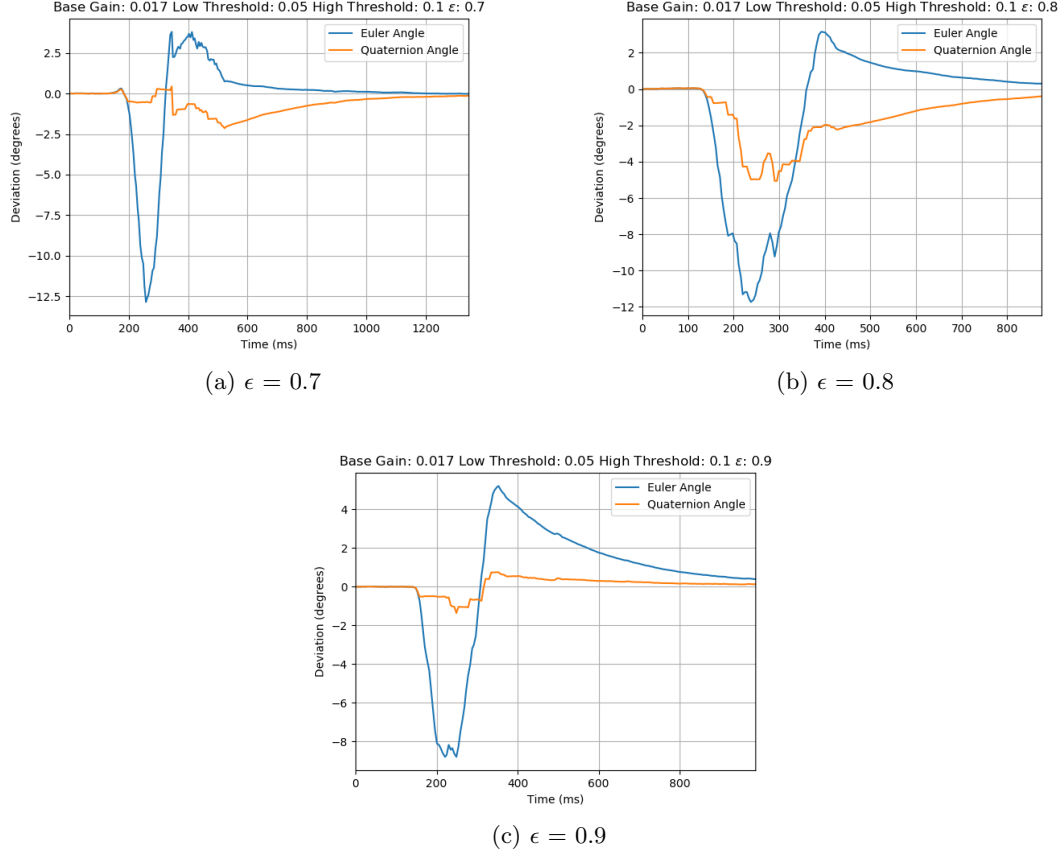 Base Gain: 0.017 Low Threshold: 0.05 High Threshold: 0.1 ε: 0.7
Euler Angle
Quaternion Angle
Deviation (degrees)
2.5
0.0
−2.5
−5.0
−7.5
−10.0
−12.5
0 200 400 600 800 1000 1200
Time (ms)
(a) ϵ = 0.7
Base Gain: 0.017 Low Threshold: 0.05 High Threshold: 0.1 ε: 0.8
Euler Angle
Quaternion Angle
Deviation (degrees)
2
0
−2
−4
−6
−8
−10
−12
0 100 200 300 400 500 600 700 800
Time (ms)
(b) ϵ = 0.8
Base Gain: 0.017 Low Threshold: 0.05 High Threshold: 0.1 ε: 0.9
Euler Angle
Quaternion Angle
Deviation (degrees)
4
2
0
−2
−4
−6
−8
0 200 400 600 800
Time (ms)
(c) ϵ = 0.9